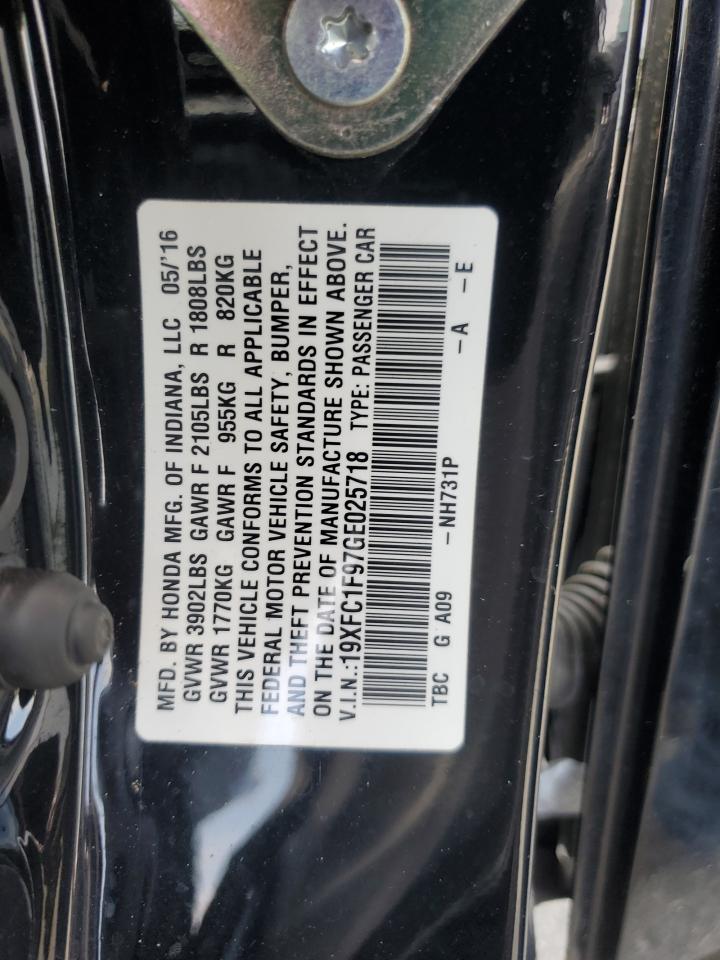 MFD. BY HONDA MFG. OF INDIANA, LLC 05/'16
GVWR 3902LBS GAWR F 2105LBS R 1808LBS
GVWR 1770KG GAWR F 955KG R 820KG
THIS VEHICLE CONFORMS TO ALL APPLICABLE
FEDERAL MOTOR VEHICLE SAFETY, BUMPER,
AND THEFT PREVENTION STANDARDS IN EFFECT
ON THE DATE OF MANUFACTURE SHOWN ABOVE.
V.I.N.:19XFC1F97GE025718 TYPE: PASSENGER CAR
TBC G A09 -NH731P -A -E